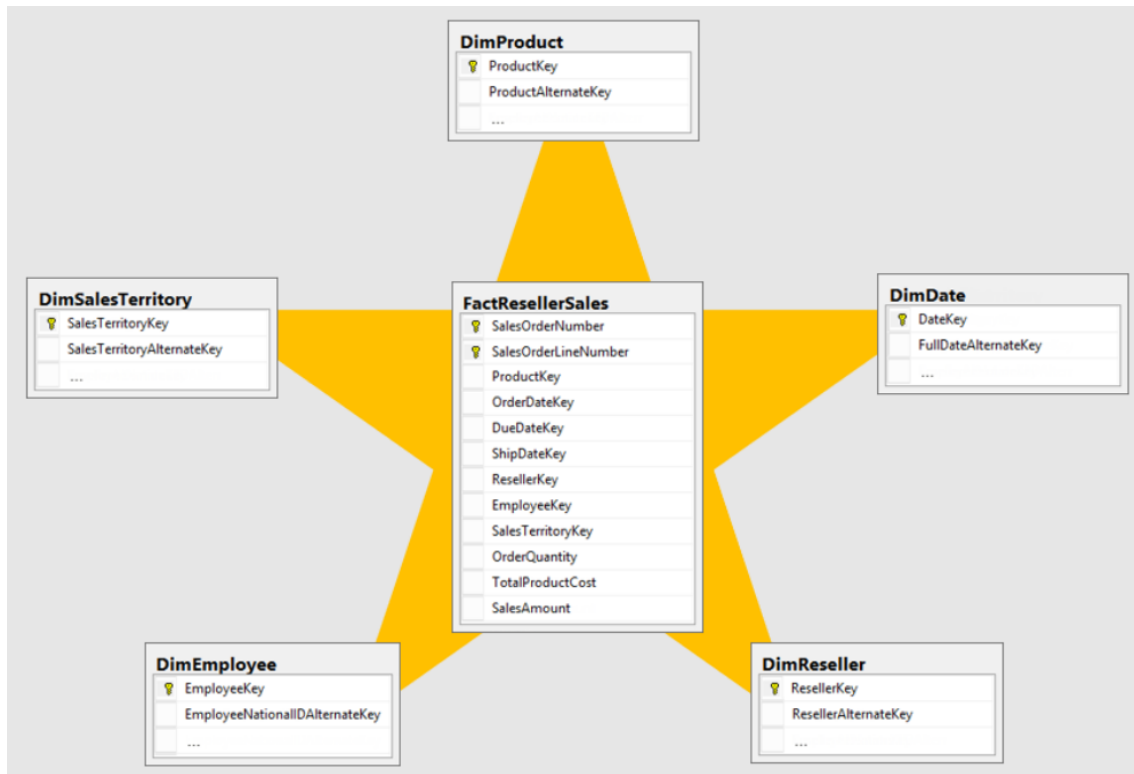 DimProduct
ProductKey
ProductAlternateKey
...
DimSalesTerritory
SalesTerritoryKey
SalesTerritoryAlternateKey
...
FactResellerSales
SalesOrderNumber
SalesOrderLineNumber
ProductKey
OrderDateKey
DueDateKey
ShipDateKey
ResellerKey
EmployeeKey
SalesTerritoryKey
OrderQuantity
TotalProductCost
SalesAmount
DimDate
DateKey
FullDateAlternateKey
...
DimEmployee
EmployeeKey
EmployeeNationalIDAlternateKey
...
DimReseller
ResellerKey
ResellerAlternateKey
...